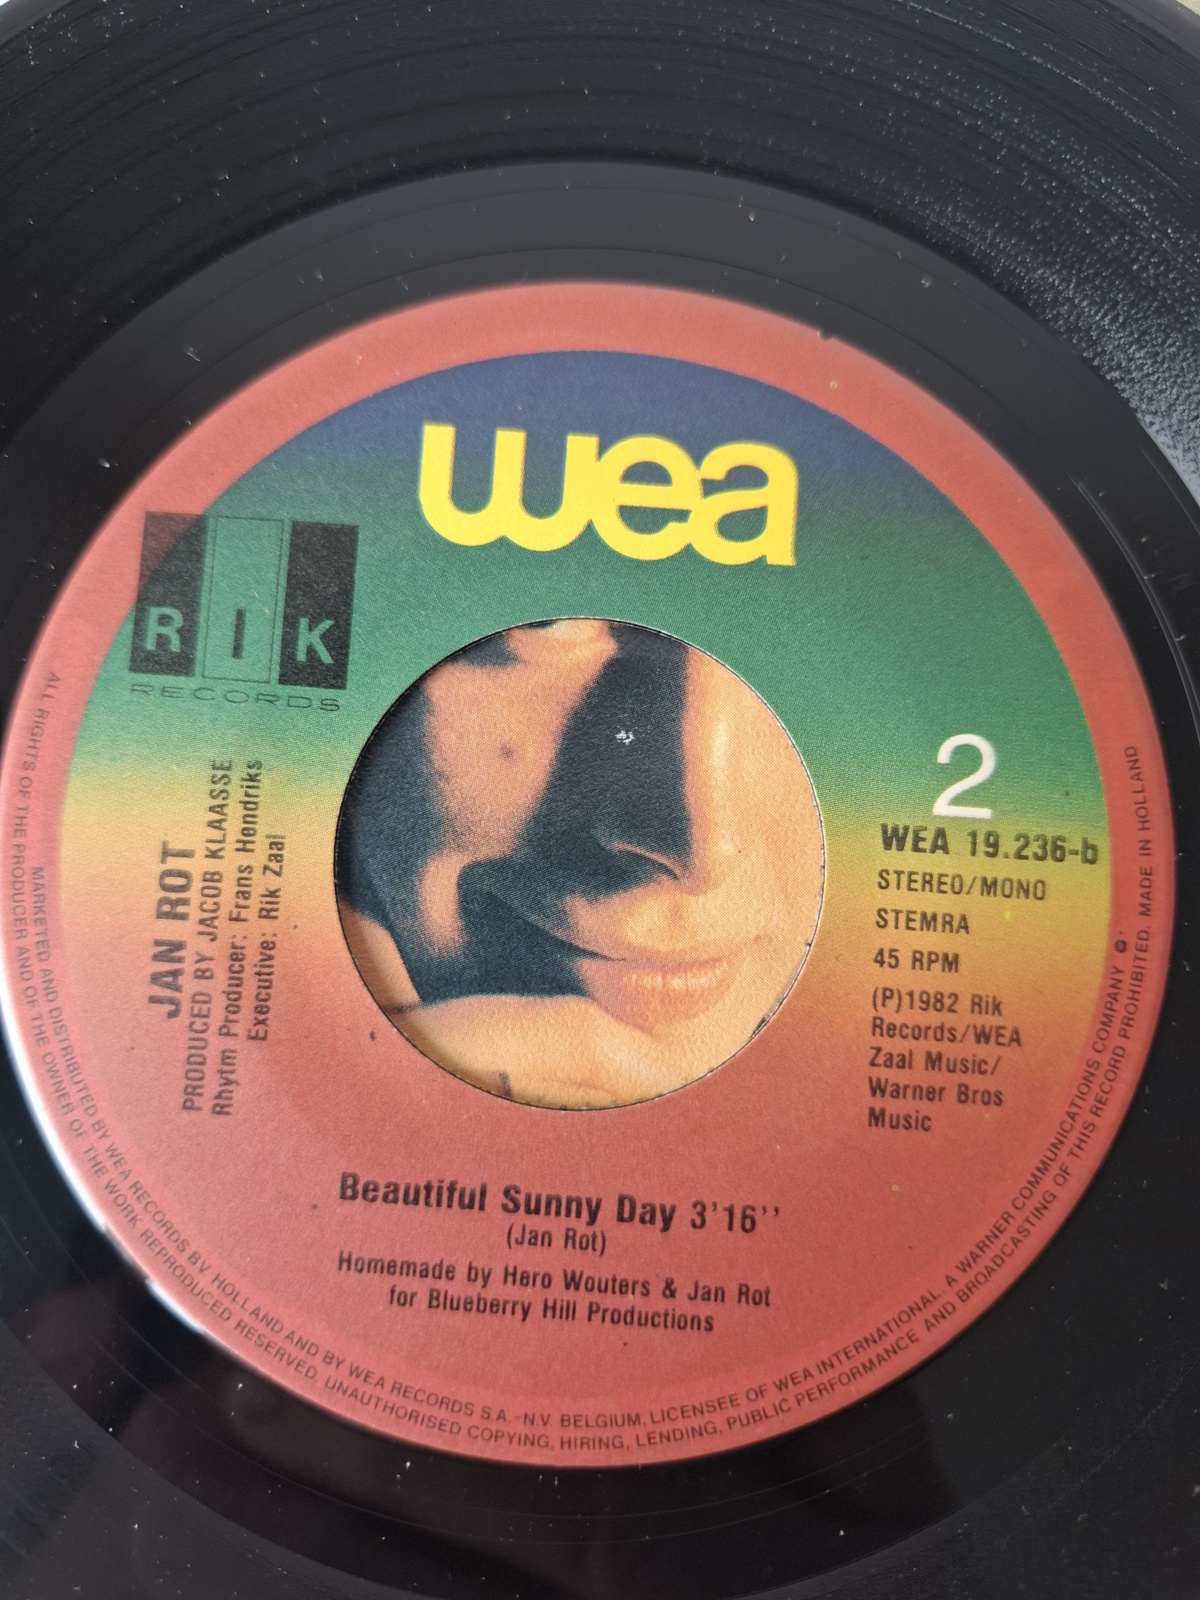 wea
R I K
RECORDS
JAN ROT
PRODUCED BY JACOB KLAASSE
Rhytm Producer: Frans Hendriks
Executive: Rik Zaal
2
WEA 19.236-b
STEREO/MONO
STEMRA
45 RPM
(P)1982 Rik
Records/WEA
Zaal Music/
Warner Bros
Music
Beautiful Sunny Day 3'16''
(Jan Rot)
Homemade by Hero Wouters & Jan Rot
for Blueberry Hill Productions
MARKETED AND DISTRIBUTED BY WEA RECORDS BV. HOLLAND AND BY WEA RECORDS S.A.-N.V. BELGIUM, LICENSEE OF WEA INTERNATIONAL. A WARNER COMMUNICATIONS COMPANY
ALL RIGHTS OF THE PRODUCER AND OF THE OWNER OF THE WORK REPRODUCED RESERVED. UNAUTHORISED COPYING, HIRING, LENDING, PUBLIC PERFORMANCE AND BROADCASTING OF THIS RECORD PROHIBITED. MADE IN HOLLAND